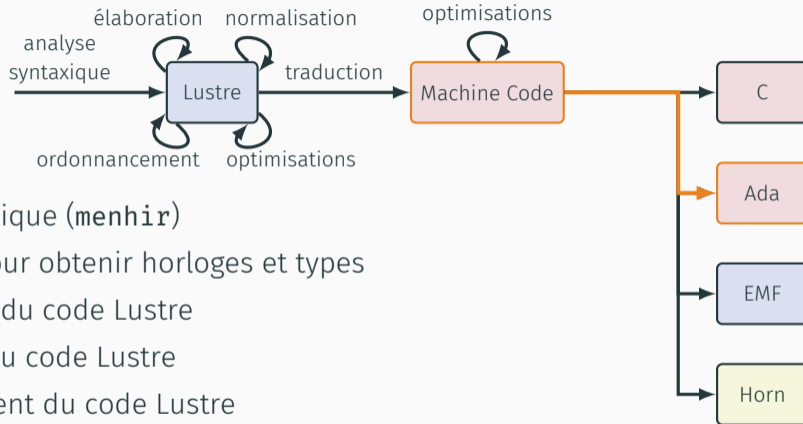 élaboration normalisation optimisations
analyse
syntaxique
Lustre traduction Machine Code C
ordonnancement optimisations
Ada
ique (menhir)
ur obtenir horloges et types
EMF
du code Lustre
u code Lustre
Horn
ent du code Lustre